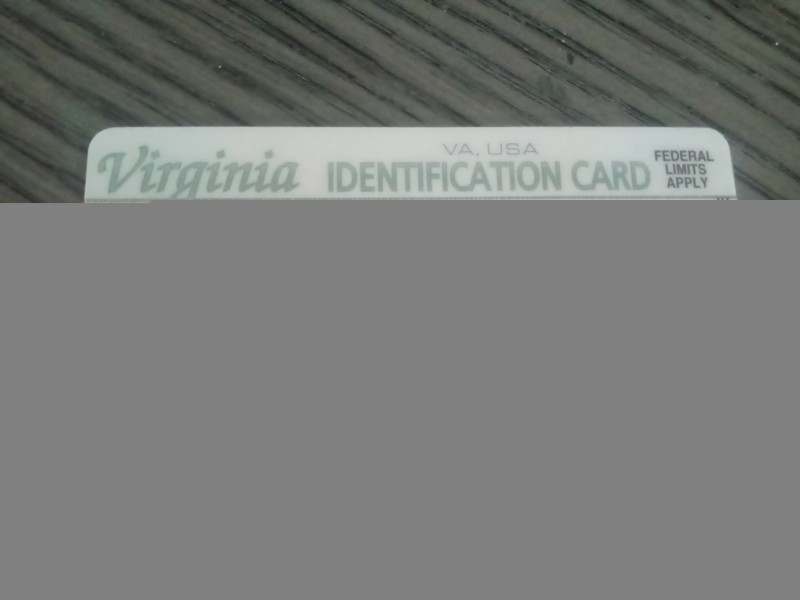 Virginia
VA, USA
IDENTIFICATION CARD
FEDERAL
LIMITS
APPLY